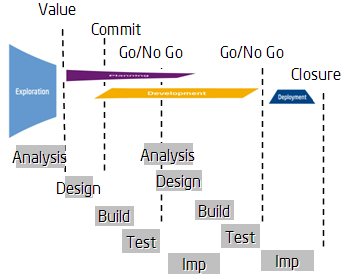 Value
Commit
Go/No Go
Go/No Go
Closure
Exploration
Planning
Development
Deployment
Analysis
Analysis
Design
Design
Build
Build
Test
Test
Imp
Imp